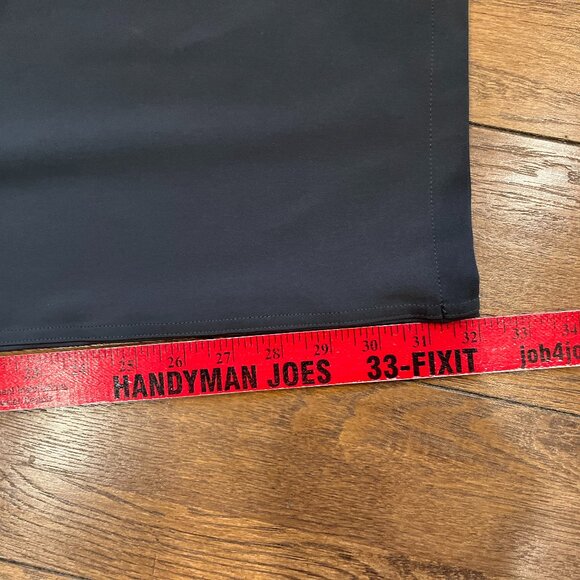 25 26 27 28 29 30 31 32 33 34
HANDYMAN JOES 33-FIXIT